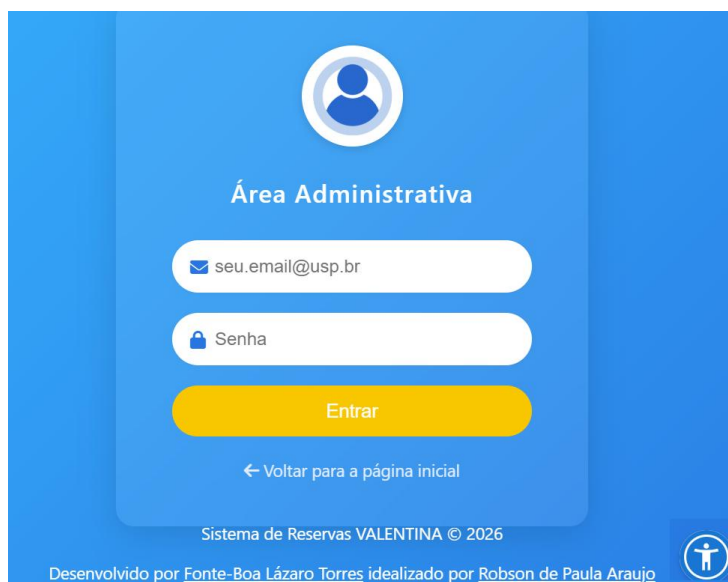 Área Administrativa
seu.email@usp.br
Senha
Entrar
Voltar para a página inicial
Sistema de Reservas VALENTINA © 2026
Desenvolvido por Fonte-Boa Lázaro Torres idealizado por Robson de Paula Araujo